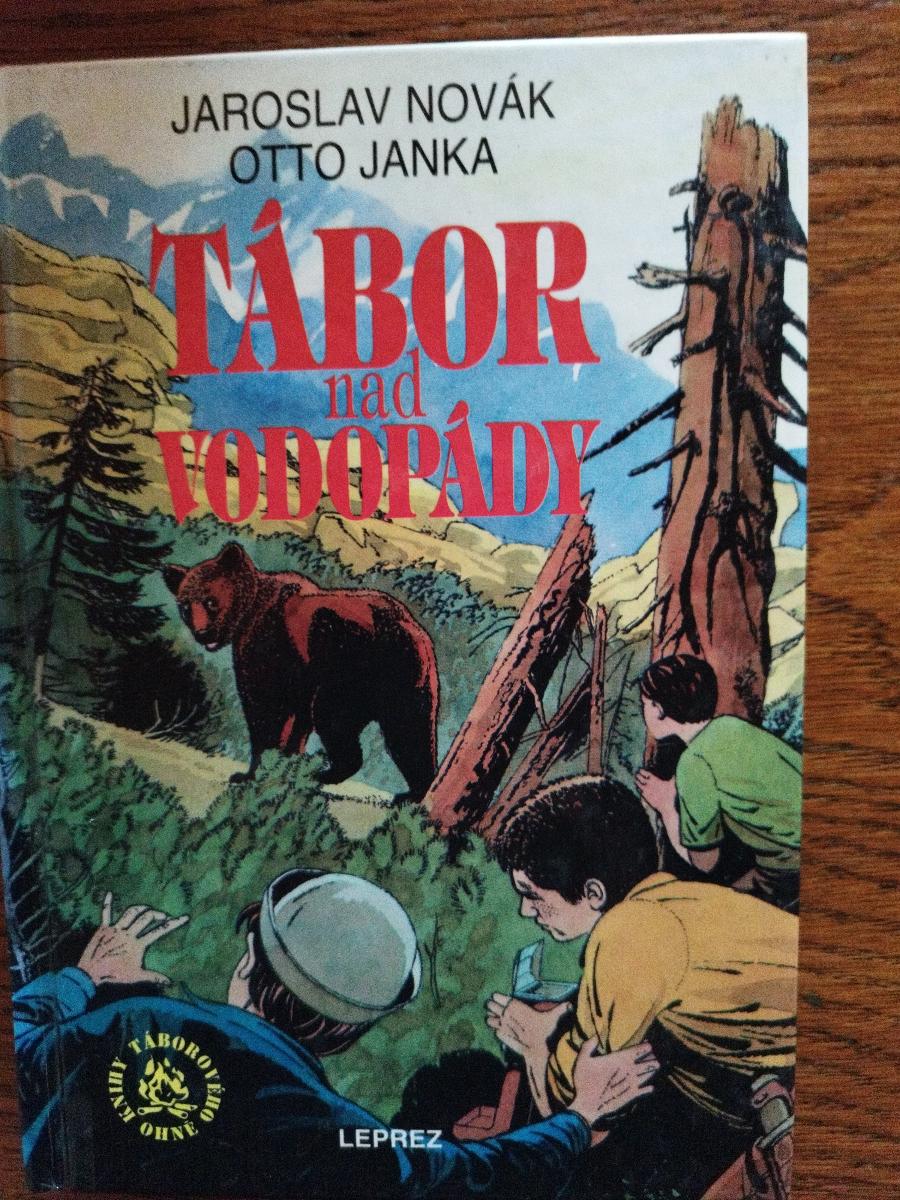 JAROSLAV NOVÁK
OTTO JANKA
TÁBOR
nad
VODOPÁDY
KNIHY TÁBOROVÉHO OHNĚ
LEPREZ